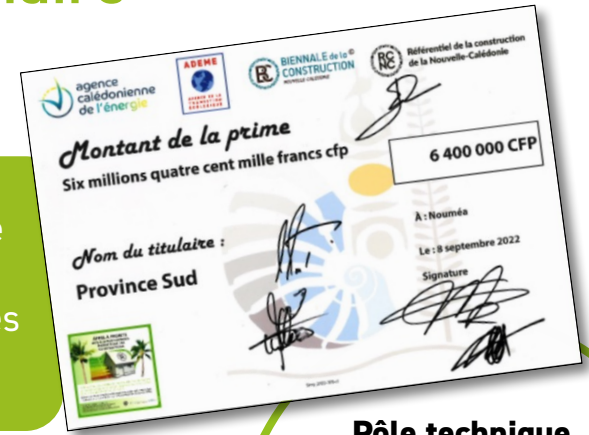 agence
calédonienne
de l'énergie
ADEME
BIENNALE de la
CONSTRUCTION
NOUVELLE-CALÉDONIE
Référentiel de la construction
de la Nouvelle-Calédonie
Montant de la prime
Six millions quatre cent mille francs cfp
6 400 000 CFP
À : Nouméa
Nom du titulaire :
Province Sud
Le : 8 septembre 2022
Signature
Pôle technique